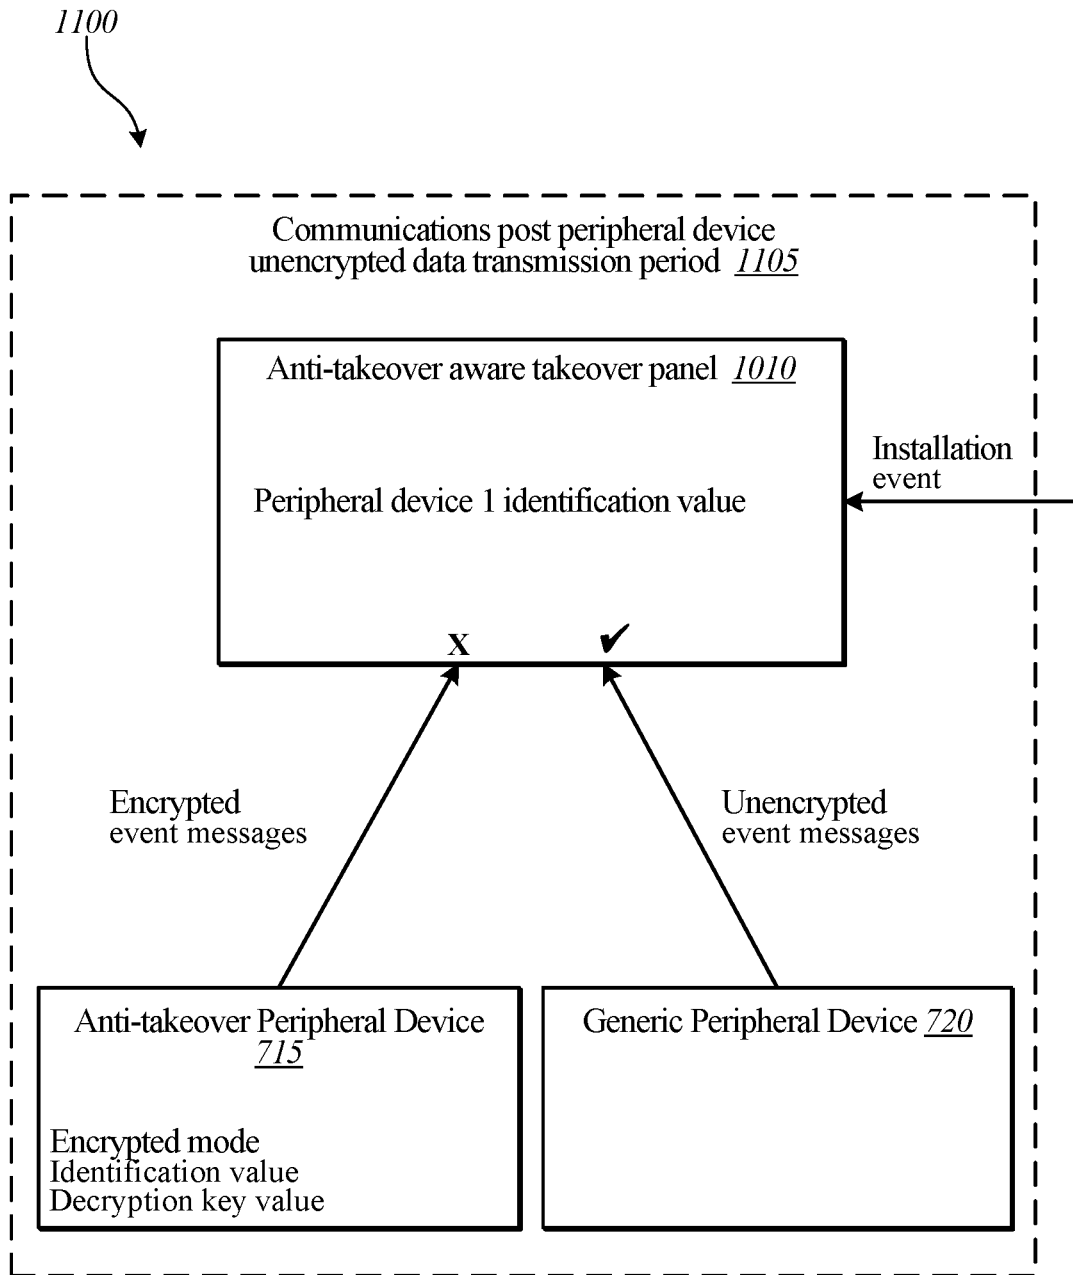 1100
Communications post peripheral device
unencrypted data transmission period 1105
Anti-takeover aware takeover panel 1010
Installation
event
Peripheral device 1 identification value
X ✔
Encrypted
event messages
Unencrypted
event messages
Anti-takeover Peripheral Device
715
Encrypted mode
Identification value
Decryption key value
Generic Peripheral Device 720